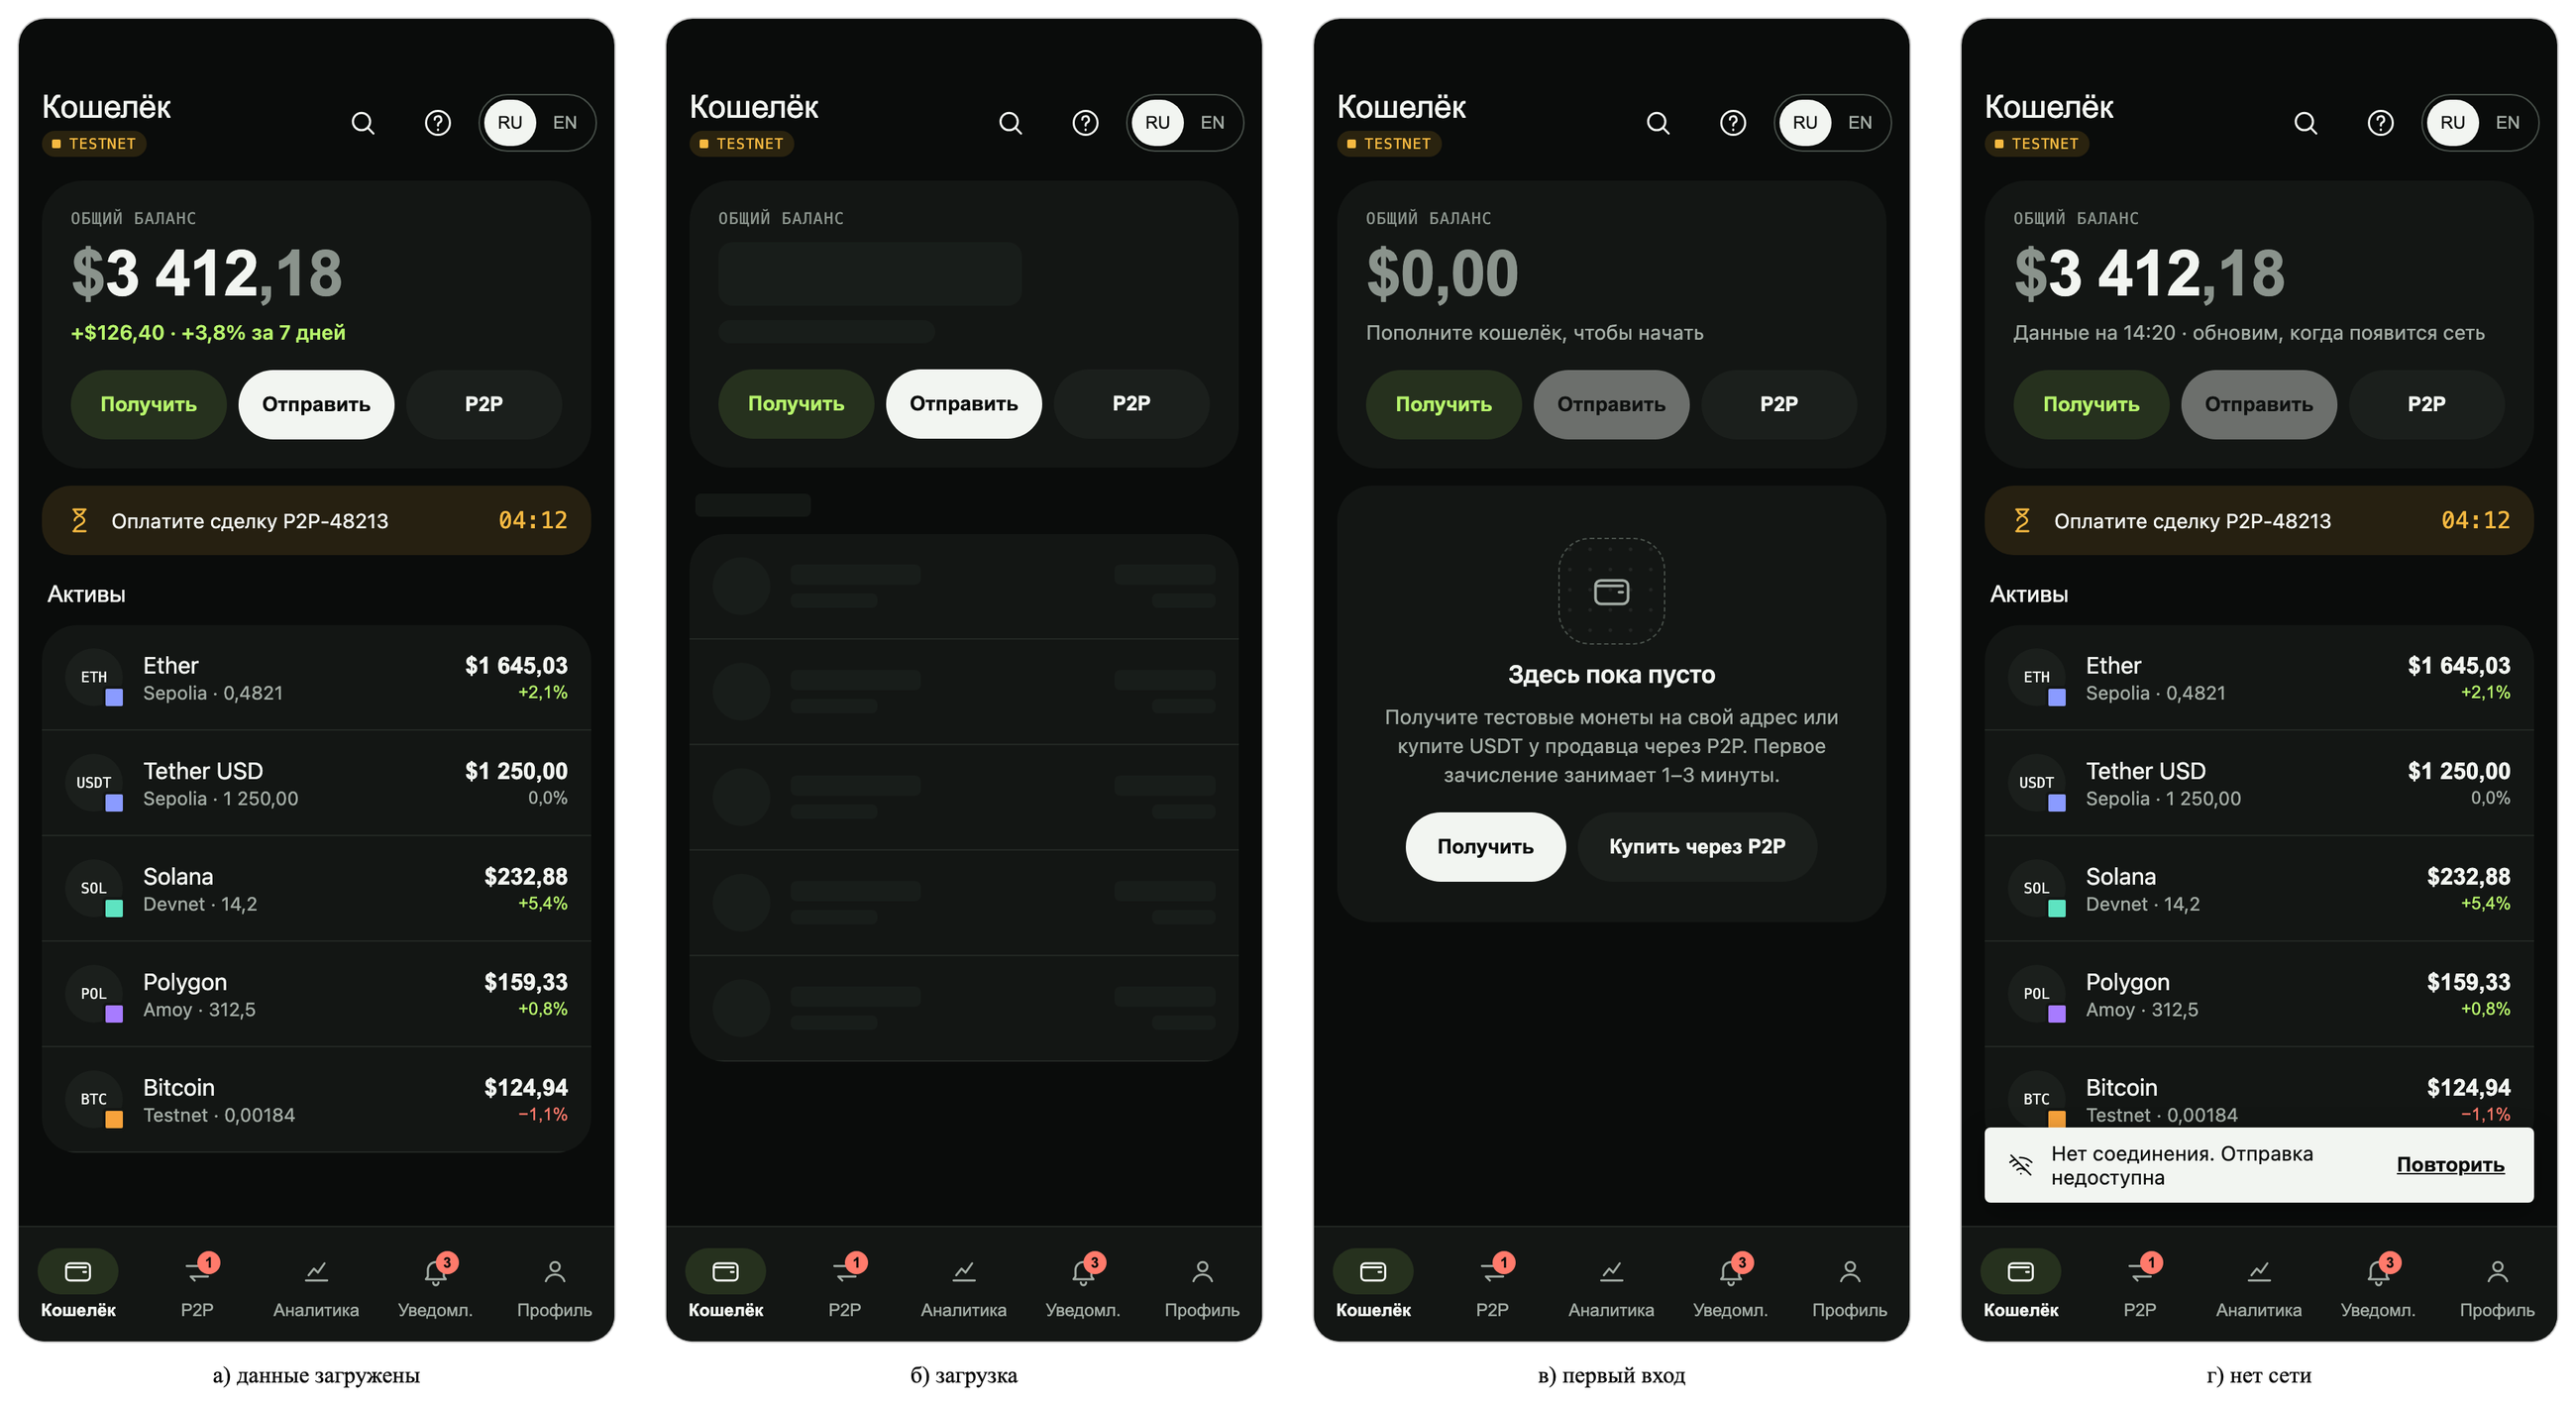 Кошелёк
TESTNET
RU EN
ОБЩИЙ БАЛАНС
$3 412,18
+$126,40 · +3,8% за 7 дней
Получить Отправить P2P
Оплатите сделку P2P-48213 04:12
Активы
ETH Ether $1 645,03
Sepolia · 0,4821 +2,1%
USDT Tether USD $1 250,00
Sepolia · 1 250,00 0,0%
SOL Solana $232,88
Devnet · 14,2 +5,4%
POL Polygon $159,33
Amoy · 312,5 +0,8%
BTC Bitcoin $124,94
Testnet · 0,00184 −1,1%
1 3
Кошелёк P2P Аналитика Уведомл. Профиль
а) данные загружены
Кошелёк
TESTNET
RU EN
ОБЩИЙ БАЛАНС
Получить Отправить P2P
1 3
Кошелёк P2P Аналитика Уведомл. Профиль
б) загрузка
Кошелёк
TESTNET
RU EN
ОБЩИЙ БАЛАНС
$0,00
Пополните кошелёк, чтобы начать
Получить Отправить P2P
Здесь пока пусто
Получите тестовые монеты на свой адрес или
купите USDT у продавца через P2P. Первое
зачисление занимает 1–3 минуты.
Получить Купить через P2P
1 3
Кошелёк P2P Аналитика Уведомл. Профиль
в) первый вход
Кошелёк
TESTNET
RU EN
ОБЩИЙ БАЛАНС
$3 412,18
Данные на 14:20 · обновим, когда появится сеть
Получить Отправить P2P
Оплатите сделку P2P-48213 04:12
Активы
ETH Ether $1 645,03
Sepolia · 0,4821 +2,1%
USDT Tether USD $1 250,00
Sepolia · 1 250,00 0,0%
SOL Solana $232,88
Devnet · 14,2 +5,4%
POL Polygon $159,33
Amoy · 312,5 +0,8%
BTC Bitcoin $124,94
Testnet · 0,00184 −1,1%
Нет соединения. Отправка
недоступна
Повторить
1 3
Кошелёк P2P Аналитика Уведомл. Профиль
г) нет сети